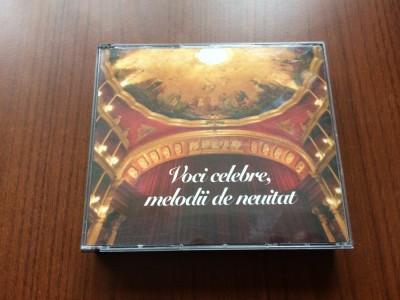 Voci celebre,
melodii de neuitat